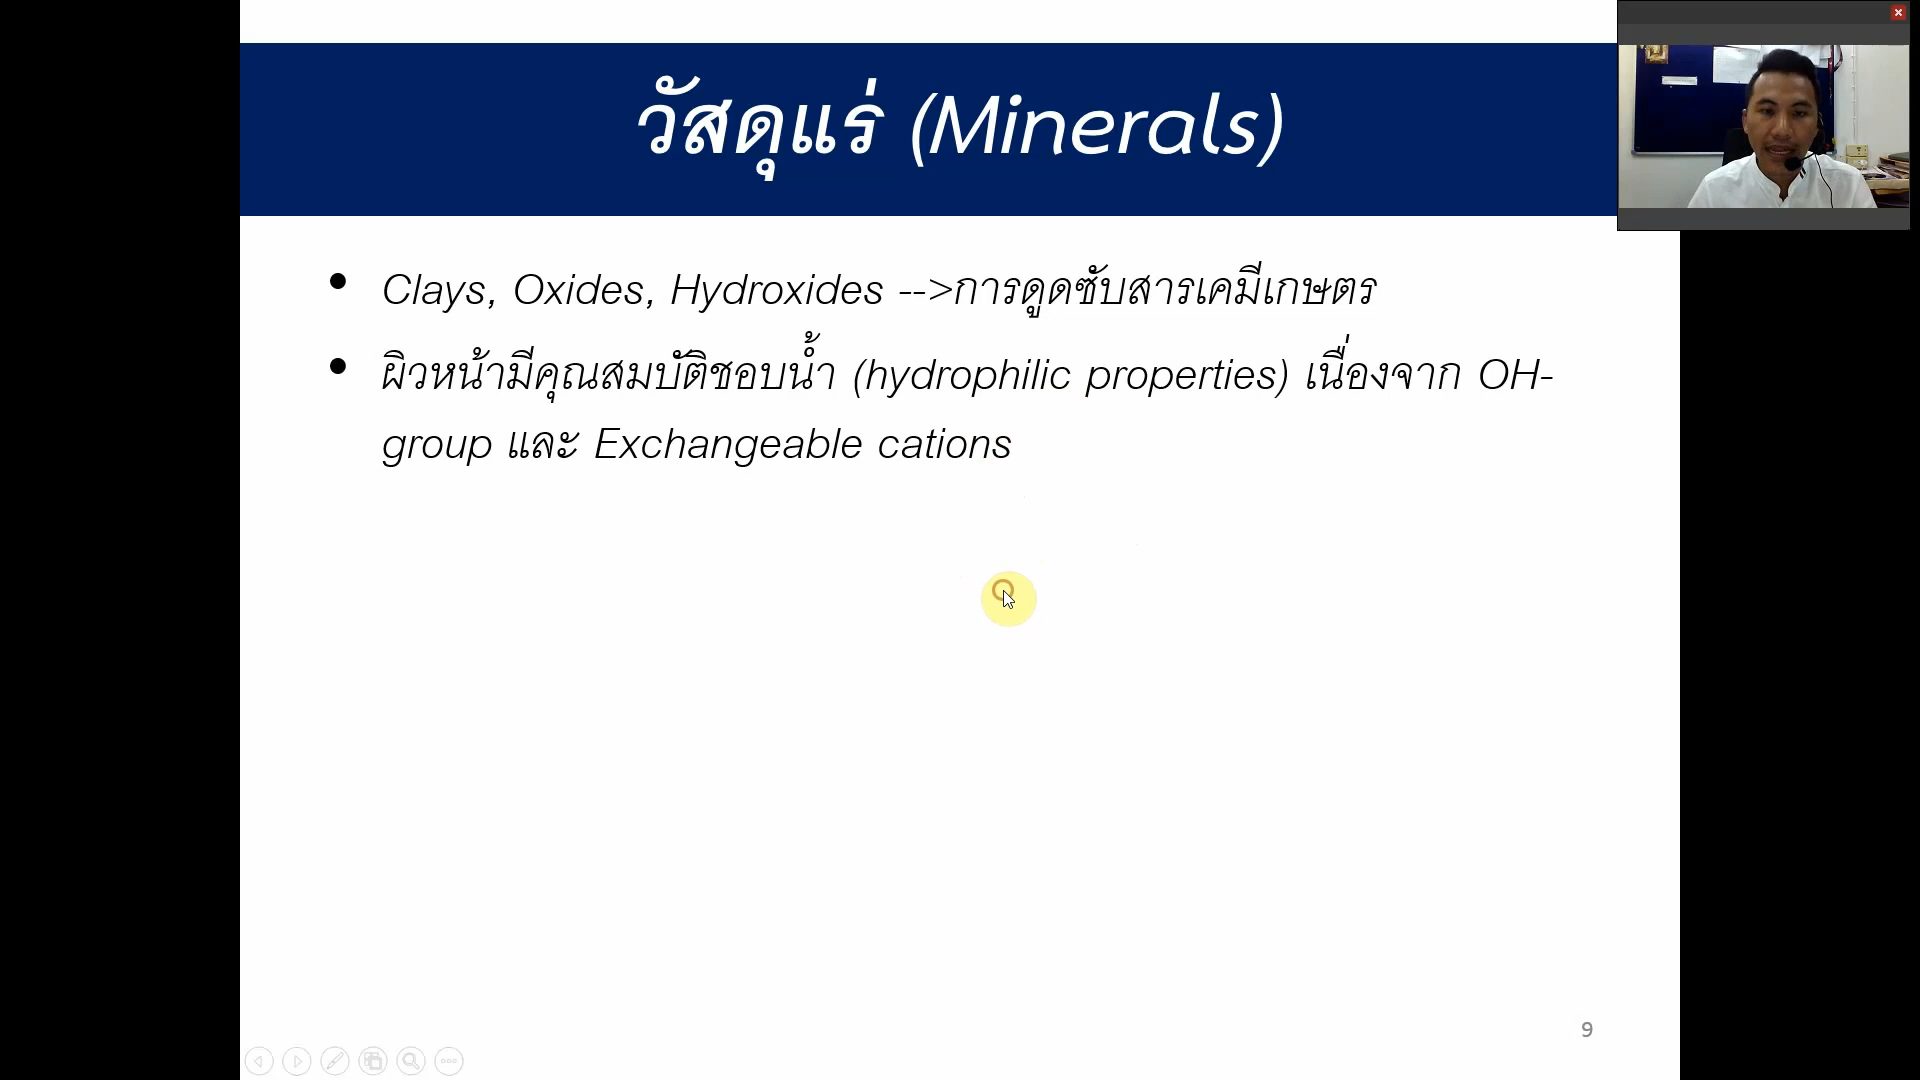 วัสดุแร่ (Minerals)
• Clays, Oxides, Hydroxides -->การดูดซับสารเคมีเกษตร
• ผิวหน้ามีคุณสมบัติชอบน้ำ (hydrophilic properties) เนื่องจาก OH-
group และ Exchangeable cations
9